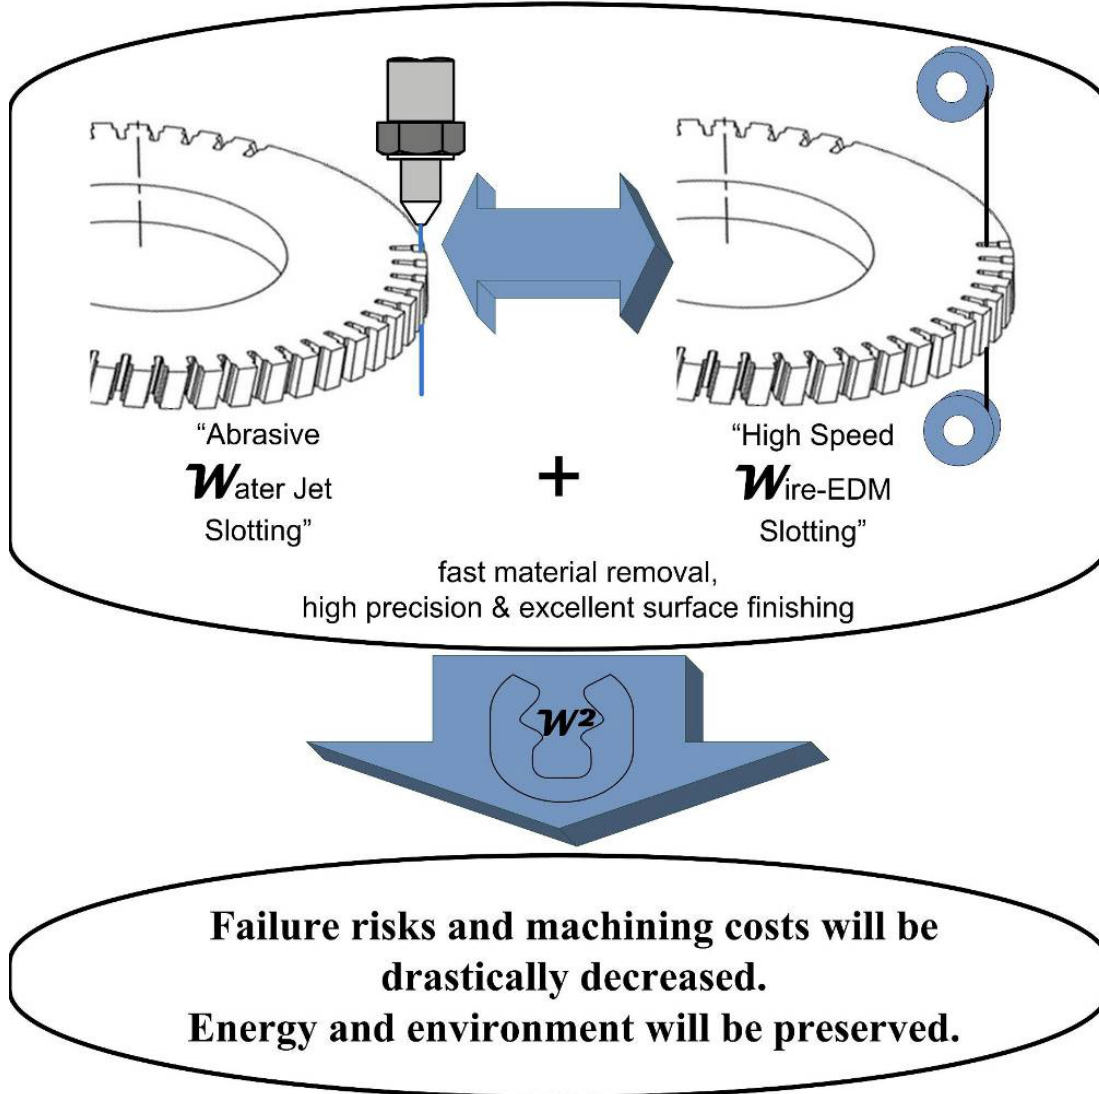 “Abrasive
Water Jet
Slotting”
+
“High Speed
Wire-EDM
Slotting”
fast material removal,
high precision & excellent surface finishing
W²
Failure risks and machining costs will be
drastically decreased.
Energy and environment will be preserved.